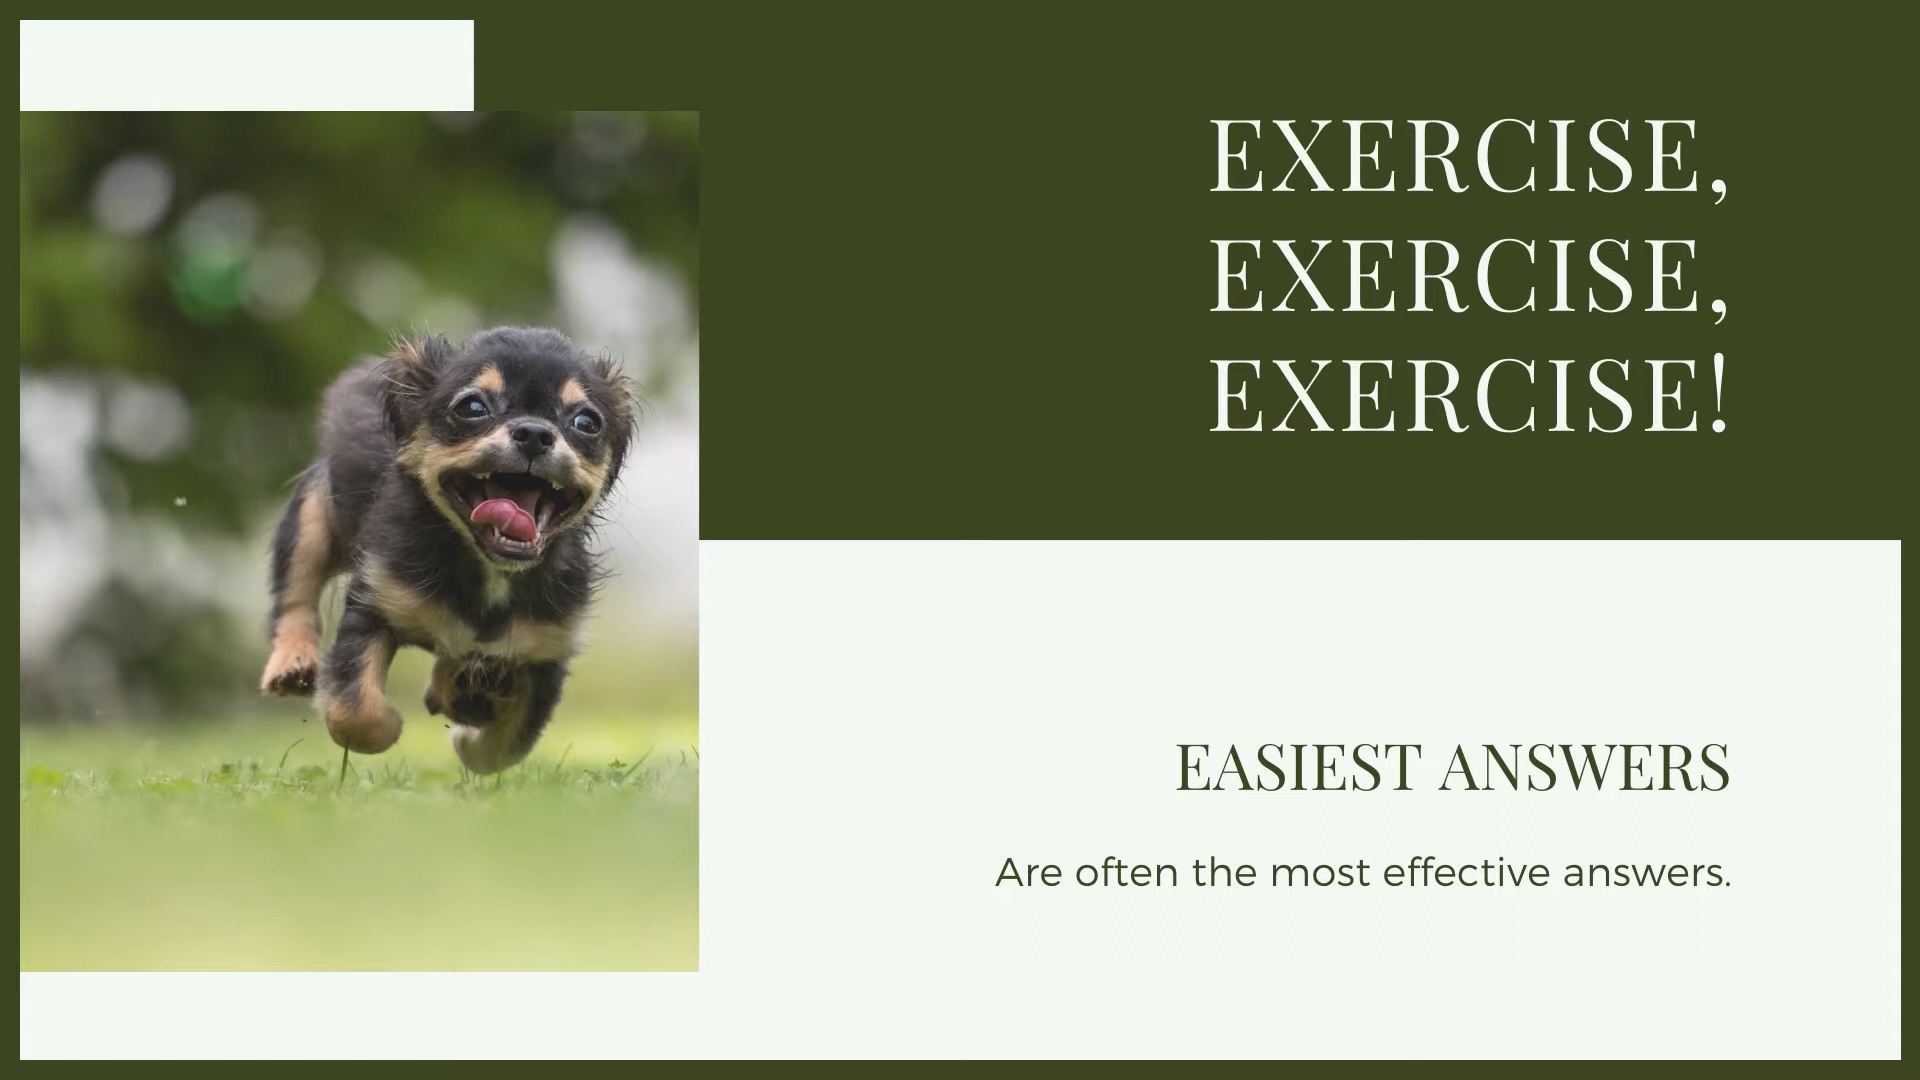 EXERCISE,
EXERCISE,
EXERCISE!
EASIEST ANSWERS
Are often the most effective answers.